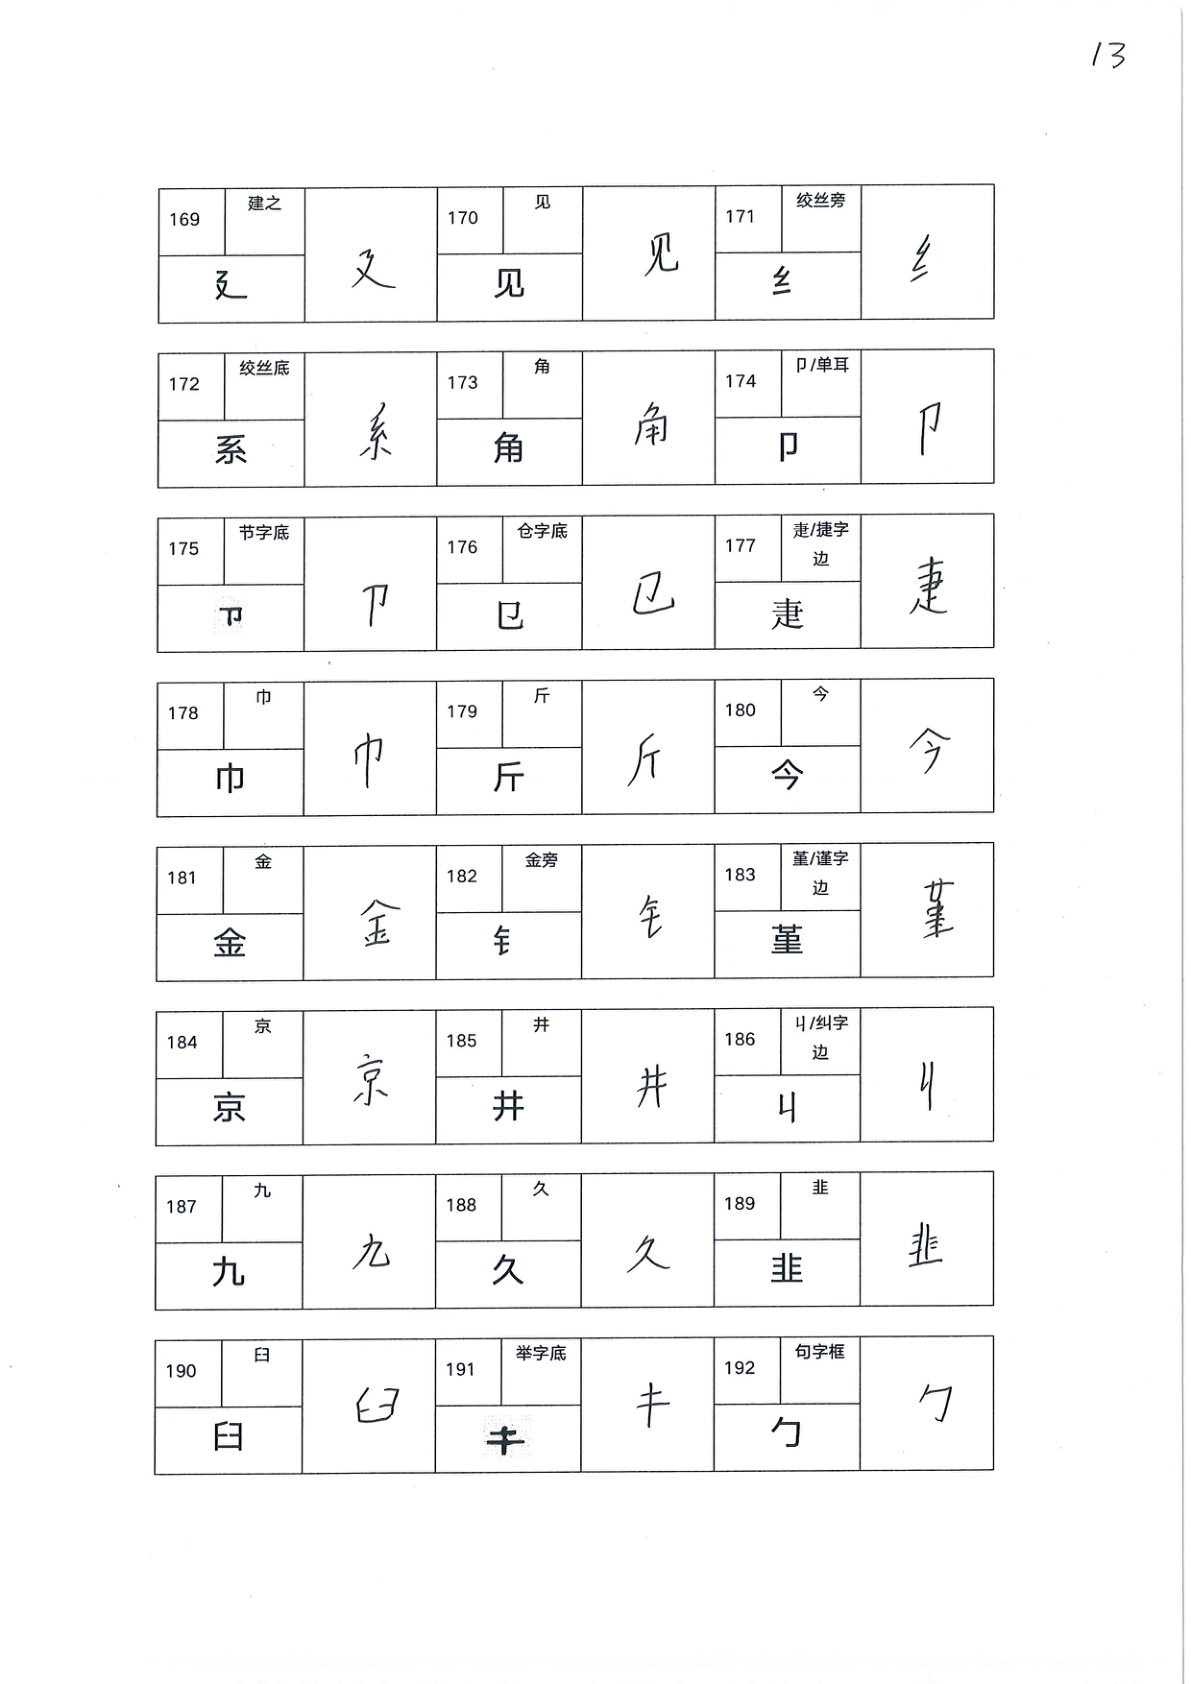 13
169 建之 廴 廴 170 见 见 见 171 绞丝旁 纟 纟
172 绞丝底 系 系 173 角 角 角 174 卩/单耳 卩 卩
175 节字底 卩 卩 176 仓字底 㔾 㔾 177 疌/捷字边 疌 疌
178 巾 巾 巾 179 斤 斤 斤 180 今 今 今
181 金 金 金 182 金旁 钅 钅 183 堇/谨字边 堇 堇
184 京 京 京 185 井 井 井 186 丩/纠字边 丩 丩
187 九 九 九 188 久 久 久 189 韭 韭 韭
190 臼 臼 臼 191 举字底 𰀁 𰀁 192 句字框 勹 勹